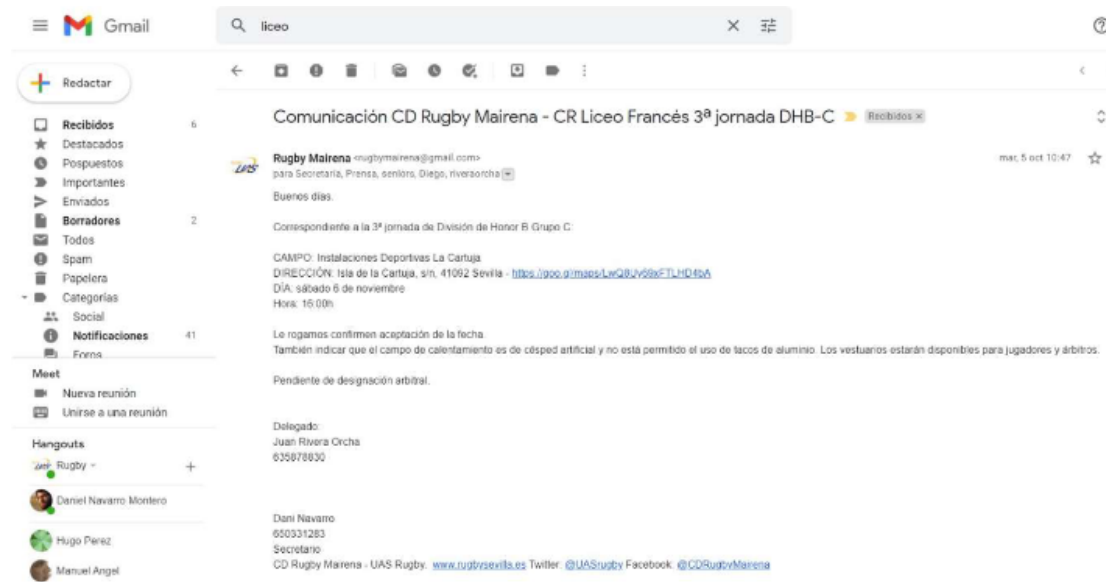 Gmail
liceo
Redactar
Recibidos 6
Destacados
Pospuestos
Importantes
Enviados
Borradores 2
Todos
Spam
Papelera
Categorías
Social
Notificaciones 41
Foros
Meet
Nueva reunión
Unirse a una reunión
Hangouts
Rugby
Daniel Navarro Montero
Hugo Perez
Manuel Angel
Comunicación CD Rugby Mairena - CR Liceo Francés 3ª jornada DHB-C Recibidos x
UAS
Rugby Mairena <rugbymairena@gmail.com> mar, 5 oct 10:47
para Secretaría, Prensa, seniors, Diego, riveraorcha
Buenos días.
Correspondiente a la 3ª jornada de División de Honor B Grupo C:
CAMPO: Instalaciones Deportivas La Cartuja
DIRECCIÓN: Isla de la Cartuja, s/n, 41092 Sevilla -
DÍA: sábado 6 de noviembre
Hora: 16:00h
Le rogamos confirmen aceptación de la fecha.
También indicar que el campo de calentamiento es de césped artificial y no está permitido el uso de tacos de aluminio. Los vestuarios estarán disponibles para jugadores y árbitros.
Pendiente de designación arbitral.
Delegado:
Juan Rivera Orcha
635878830
Dani Navarro
650331283
Secretario
CD Rugby Mairena - UAS Rugby. www.rugbysevilla.es Twitter: @UASrugby Facebook: @CDRugbyMairena